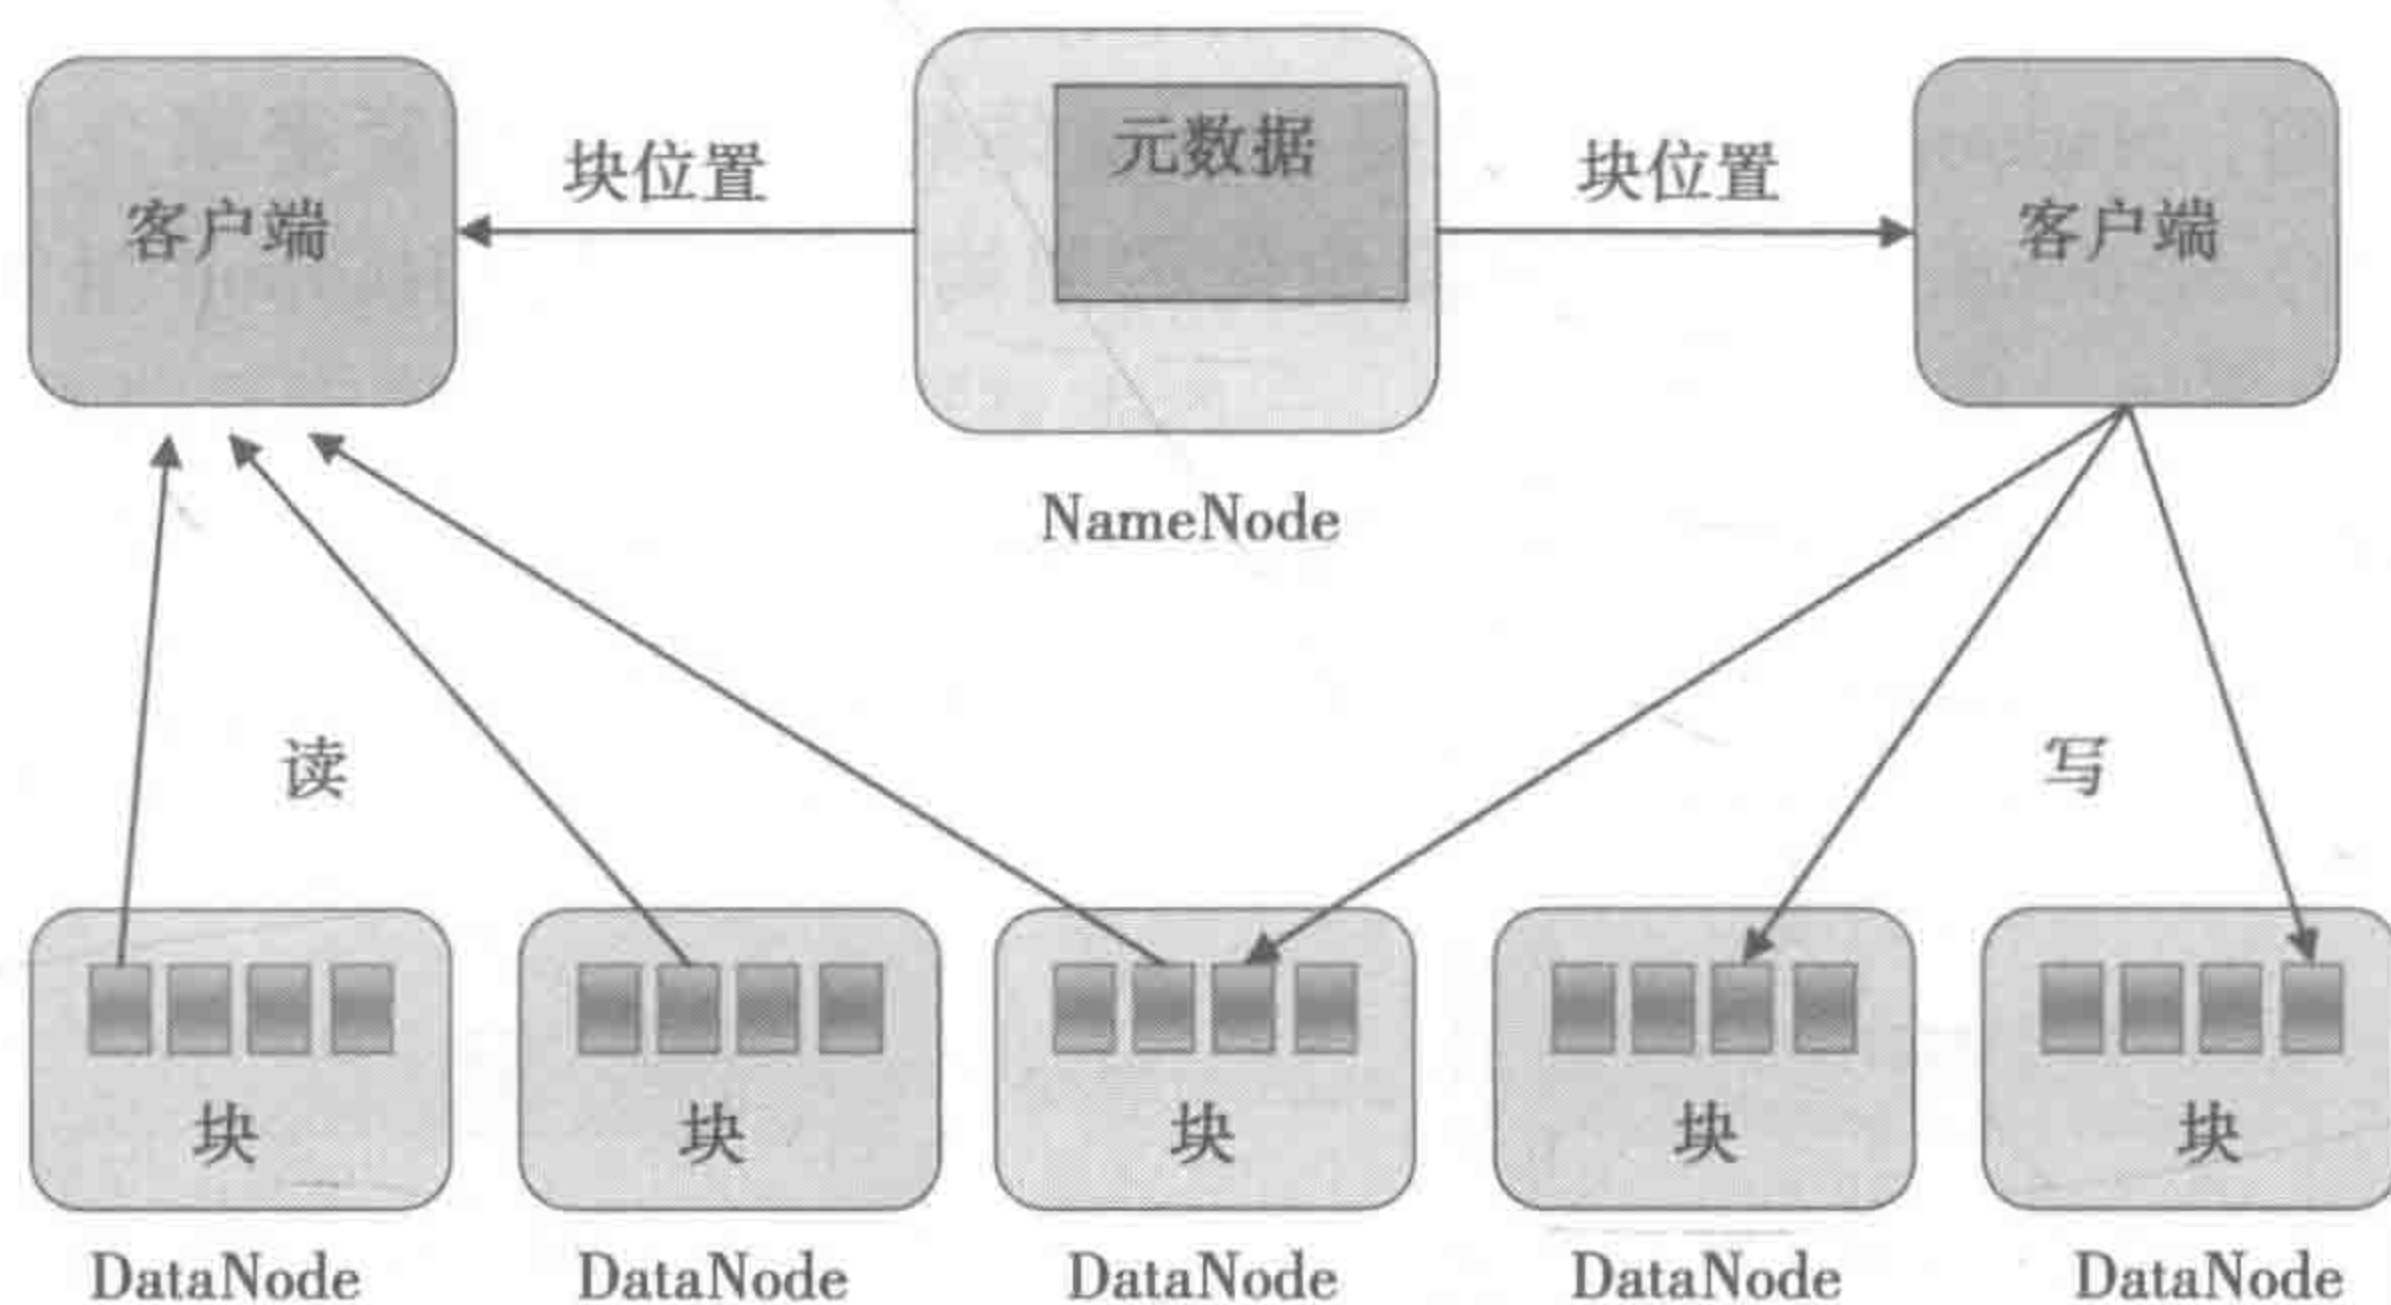 元数据
块位置
块位置
客户端
客户端
NameNode
读
写
块
块
块
块
块
DataNode
DataNode
DataNode
DataNode
DataNode